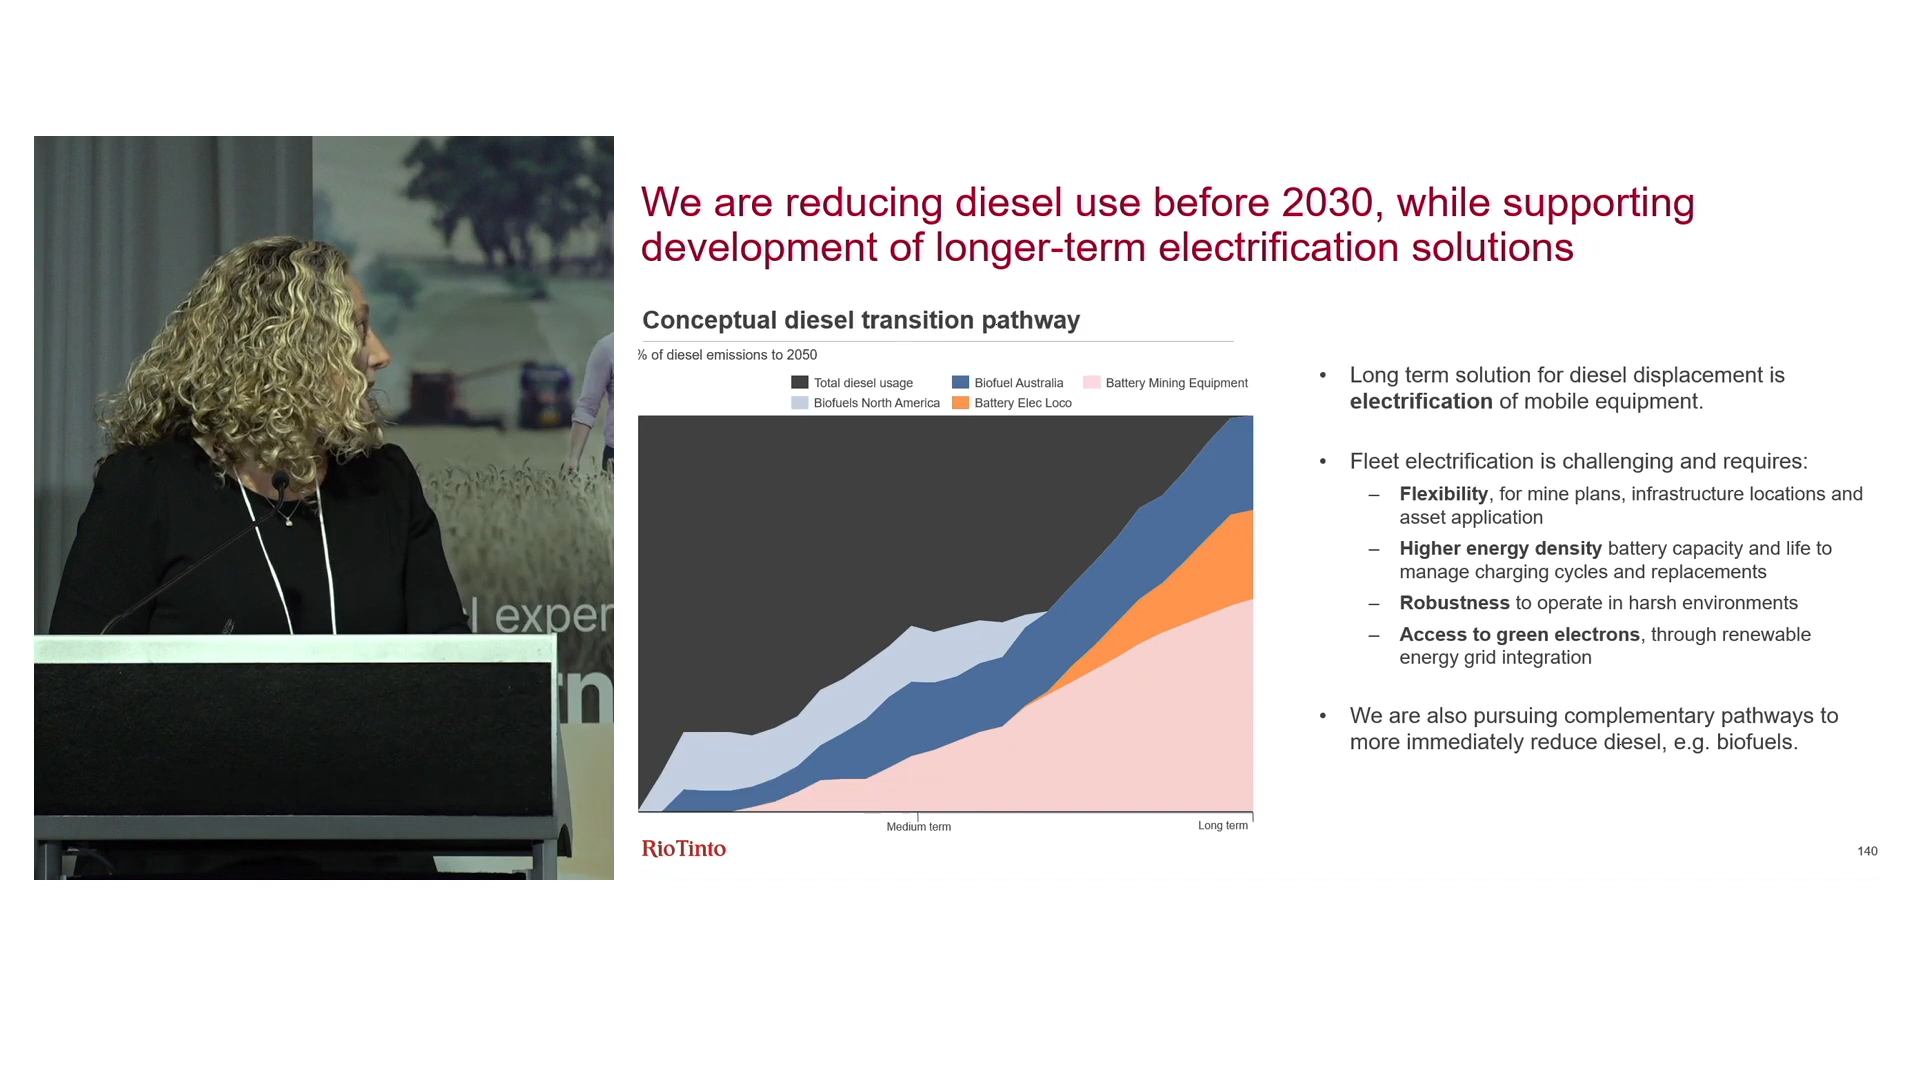 We are reducing diesel use before 2030, while supporting
development of longer-term electrification solutions
Conceptual diesel transition pathway
% of diesel emissions to 2050
Total diesel usage
Biofuel Australia
Battery Mining Equipment
Biofuels North America
Battery Elec Loco
Medium term
Long term
RioTinto
• Long term solution for diesel displacement is
electrification of mobile equipment.
• Fleet electrification is challenging and requires:
– Flexibility, for mine plans, infrastructure locations and
asset application
– Higher energy density battery capacity and life to
manage charging cycles and replacements
– Robustness to operate in harsh environments
– Access to green electrons, through renewable
energy grid integration
• We are also pursuing complementary pathways to
more immediately reduce diesel, e.g. biofuels.
140